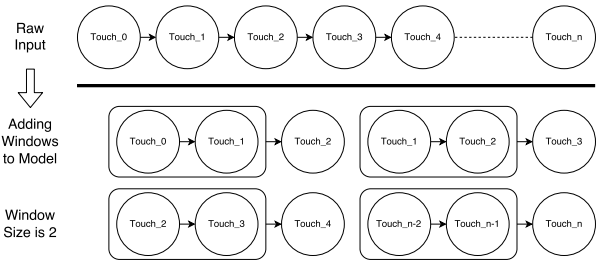 Raw
Input
Touch_0 Touch_1 Touch_2 Touch_3 Touch_4 Touch_n
Adding
Windows
to Model
Touch_0 Touch_1 Touch_2 Touch_1 Touch_2 Touch_3
Window
Size is 2
Touch_2 Touch_3 Touch_4 Touch_n-2 Touch_n-1 Touch_n